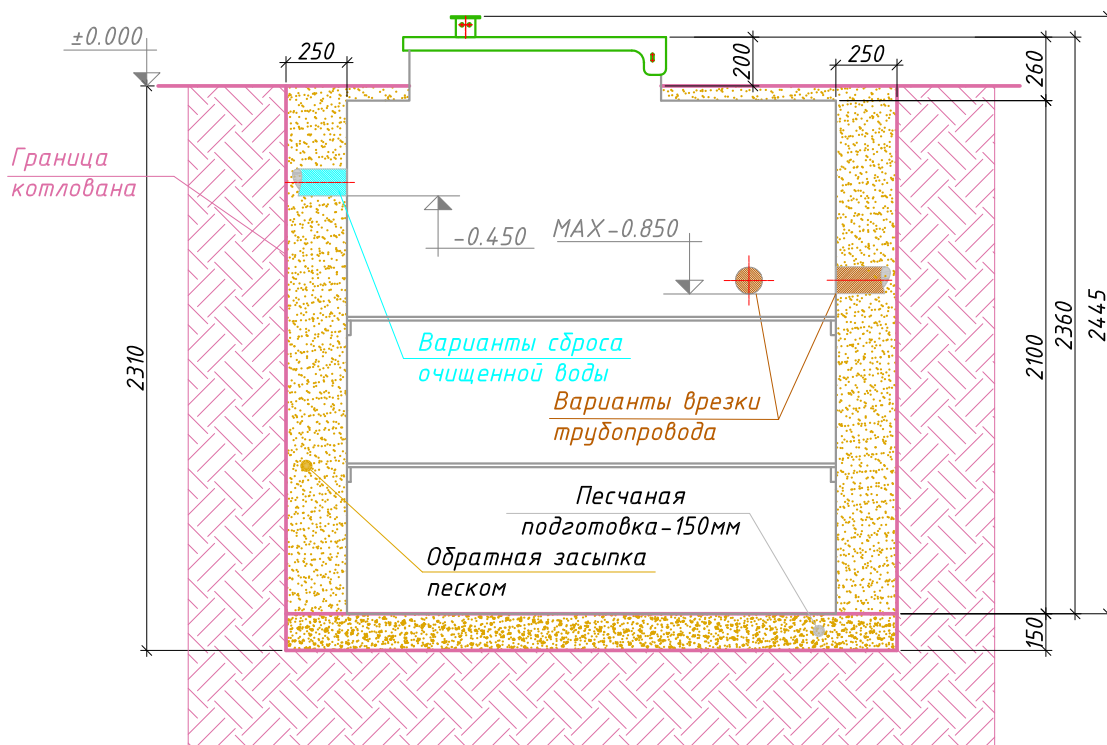 ±0.000
250
200
250
260
Граница
котлована
-0.450
MAX-0.850
2310
Варианты сброса
очищенной воды
Варианты врезки
трубопровода
2100
2360
2445
Песчаная
подготовка-150мм
Обратная засыпка
песком
150